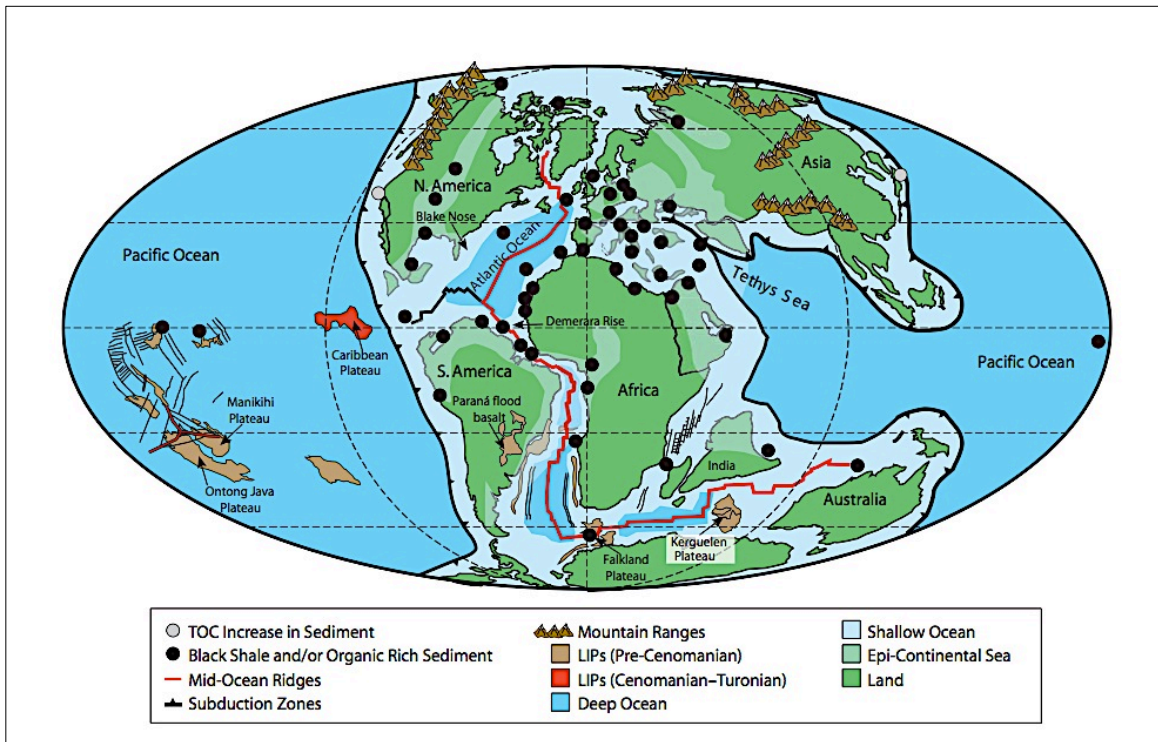 Asia
N. America
Blake Nose
Atlantic Ocean
Pacific Ocean
Tethys Sea
Demerara Rise
Caribbean
Plateau
S. America
Africa
Pacific Ocean
Paraná flood
basalt
Manikihi
Plateau
India
Ontong Java
Plateau
Australia
Kerguelen
Plateau
Falkland
Plateau
TOC Increase in Sediment
Black Shale and/or Organic Rich Sediment
Mid-Ocean Ridges
Subduction Zones
Mountain Ranges
LIPs (Pre-Cenomanian)
LIPs (Cenomanian–Turonian)
Deep Ocean
Shallow Ocean
Epi-Continental Sea
Land